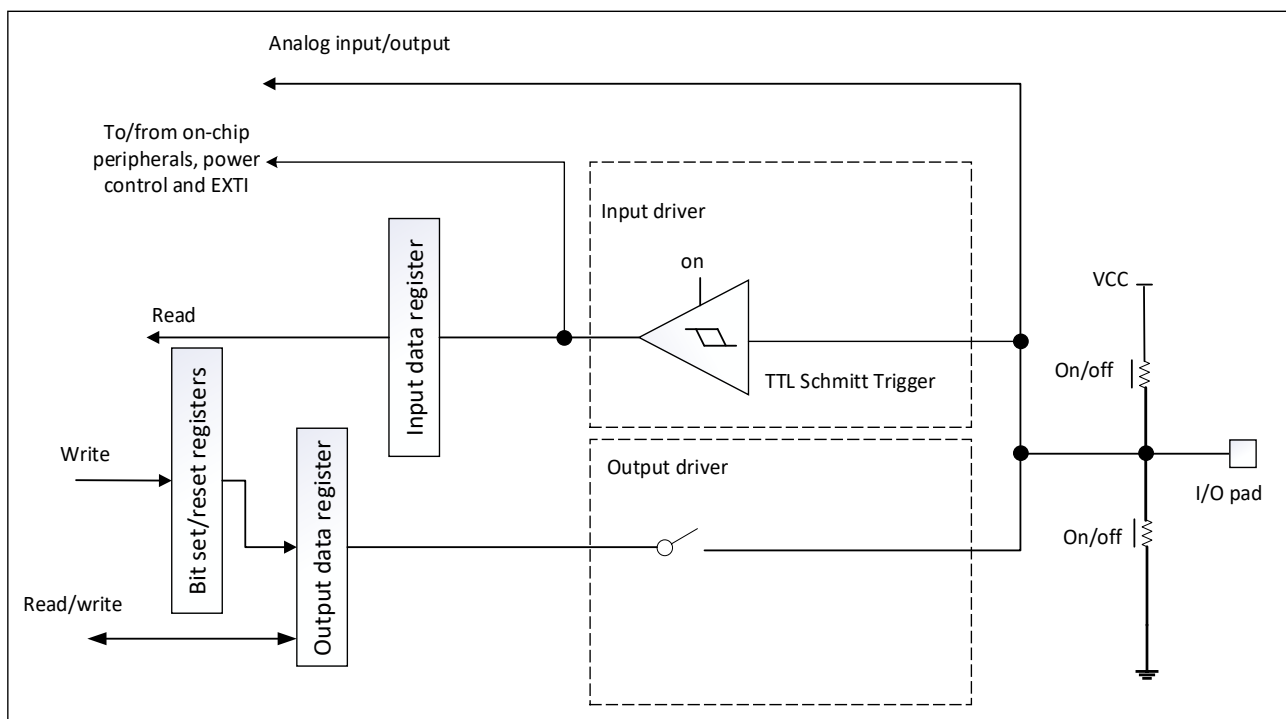 Analog input/output
To/from on-chip
peripherals, power
control and EXTI
Input driver
on
VCC
Input data register
Read
TTL Schmitt Trigger
On/off
Bit set/reset registers
Write
Output data register
Output driver
I/O pad
On/off
Read/write